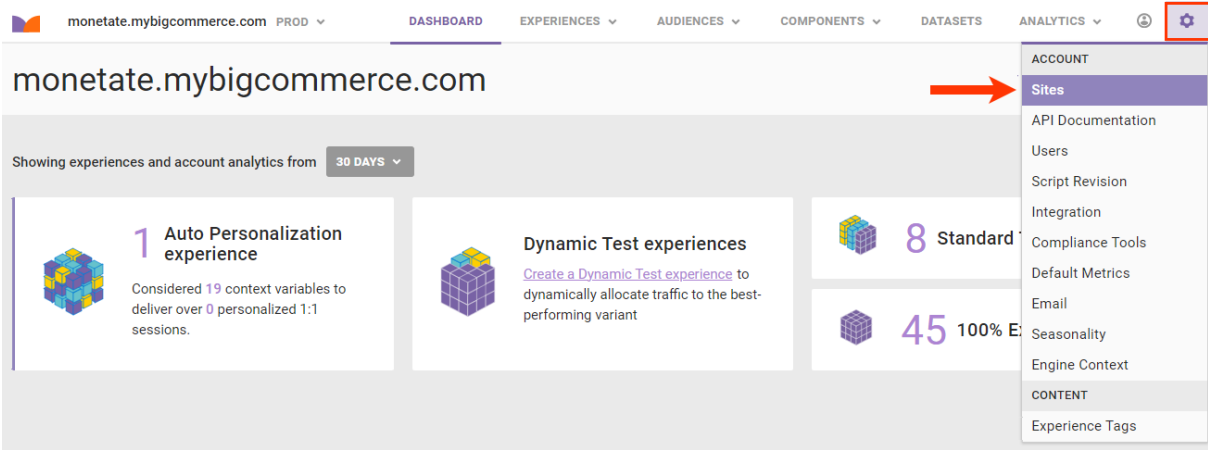 monetate.mybigcommerce.com PROD
DASHBOARD
EXPERIENCES
AUDIENCES
COMPONENTS
DATASETS
ANALYTICS
monetate.mybigcommerce.com
Showing experiences and account analytics from 30 DAYS
1 Auto Personalization
experience
Considered 19 context variables to
deliver over 0 personalized 1:1
sessions.
Dynamic Test experiences
Create a Dynamic Test experience to
dynamically allocate traffic to the best-
performing variant
8 Standard
45 100%
ACCOUNT
Sites
API Documentation
Users
Script Revision
Integration
Compliance Tools
Default Metrics
Email
Seasonality
Engine Context
CONTENT
Experience Tags